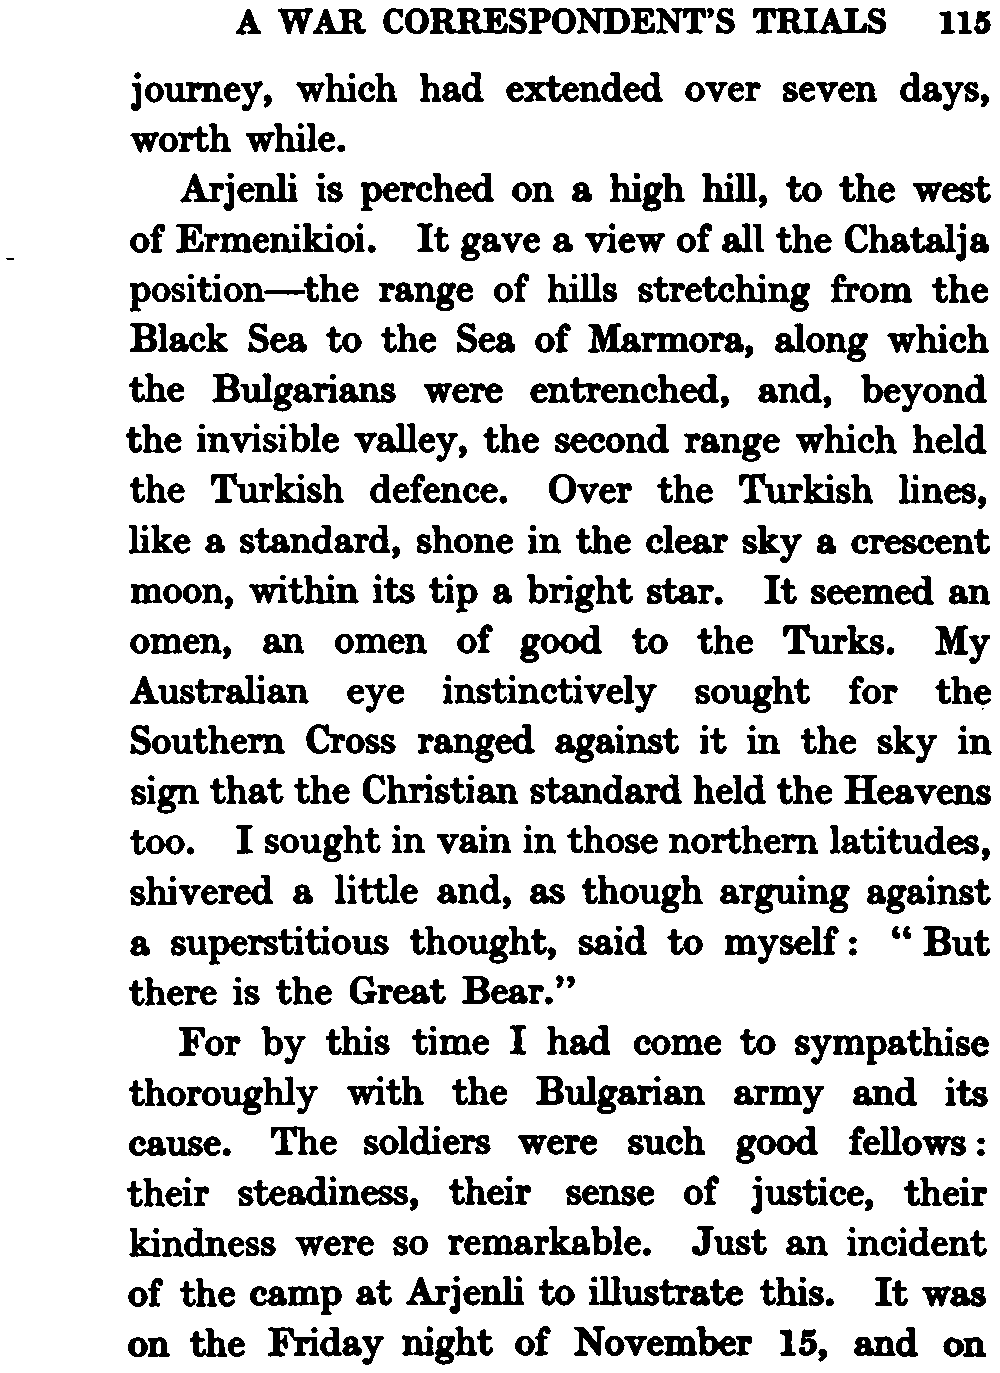 A WAR CORRESPONDENT'S TRIALS 115
journey, which had extended over seven days,
worth while.
Arjenli is perched on a high hill, to the west
of Ermenikioi. It gave a view of all the Chatalja
position—the range of hills stretching from the
Black Sea to the Sea of Marmora, along which
the Bulgarians were entrenched, and, beyond
the invisible valley, the second range which held
the Turkish defence. Over the Turkish lines,
like a standard, shone in the clear sky a crescent
moon, within its tip a bright star. It seemed an
omen, an omen of good to the Turks. My
Australian eye instinctively sought for the
Southern Cross ranged against it in the sky in
sign that the Christian standard held the Heavens
too. I sought in vain in those northern latitudes,
shivered a little and, as though arguing against
a superstitious thought, said to myself: "But
there is the Great Bear."
For by this time I had come to sympathise
thoroughly with the Bulgarian army and its
cause. The soldiers were such good fellows:
their steadiness, their sense of justice, their
kindness were so remarkable. Just an incident
of the camp at Arjenli to illustrate this. It was
on the Friday night of November 15, and on